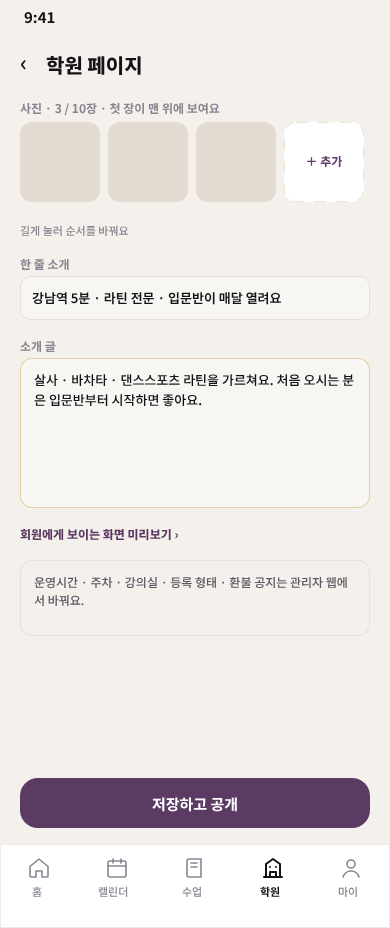 9:41
‹ 학원 페이지
사진 · 3 / 10장 · 첫 장이 맨 위에 보여요
+ 추가
길게 눌러 순서를 바꿔요
한 줄 소개
강남역 5분 · 라틴 전문 · 입문반이 매달 열려요
소개 글
살사 · 바차타 · 댄스스포츠 라틴을 가르쳐요. 처음 오시는 분
은 입문반부터 시작하면 좋아요.
회원에게 보이는 화면 미리보기 ›
운영시간 · 주차 · 강의실 · 등록 형태 · 환불 공지는 관리자 웹에
서 바꿔요.
저장하고 공개
홈 캘린더 수업 학원 마이